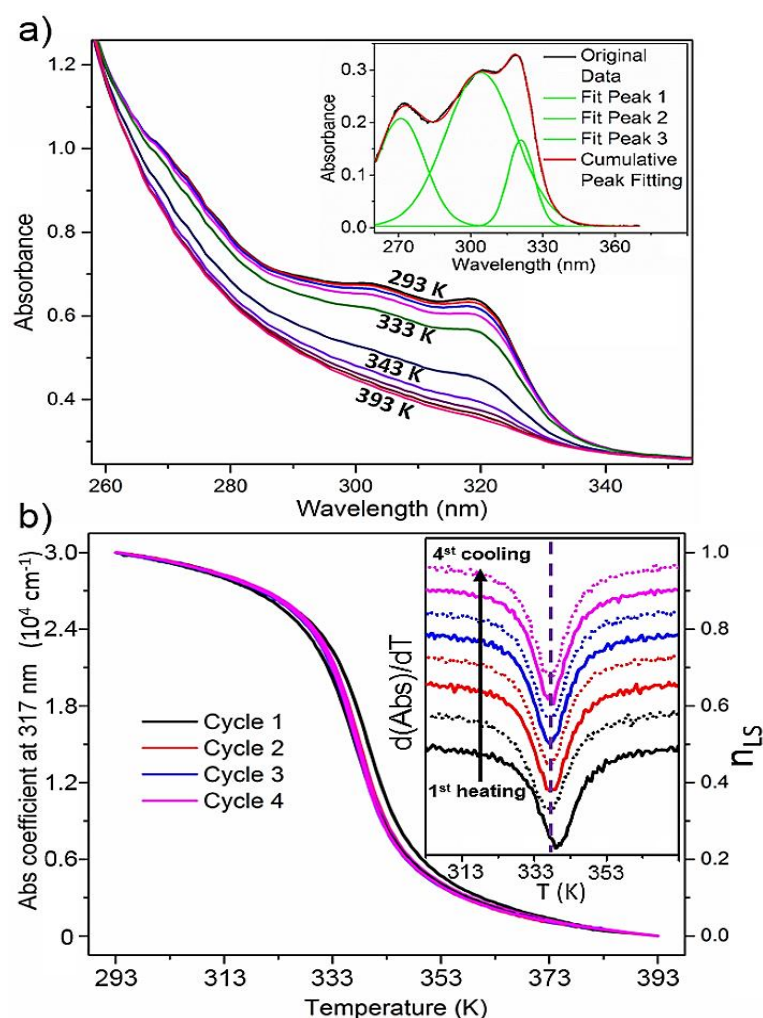 a)
1.2
1.0
0.8
0.6
0.4
Absorbance
260
280
300
320
340
Wavelength (nm)
293 K
333 K
343 K
393 K
0.3
0.2
0.1
0.0
Absorbance
270
300
330
360
Wavelength (nm)
Original
Data
Fit Peak 1
Fit Peak 2
Fit Peak 3
Cumulative
Peak Fitting
b)
3.0
2.4
1.8
1.2
0.6
0
Abs coefficient at 317 nm (10⁴ cm⁻¹)
Cycle 1
Cycle 2
Cycle 3
Cycle 4
4ˢᵗ cooling
1ˢᵗ heating
d(Abs)/dT
313
333
353
T (K)
1.0
0.8
0.6
0.4
0.2
0.0
n_LS
293
313
333
353
373
393
Temperature (K)